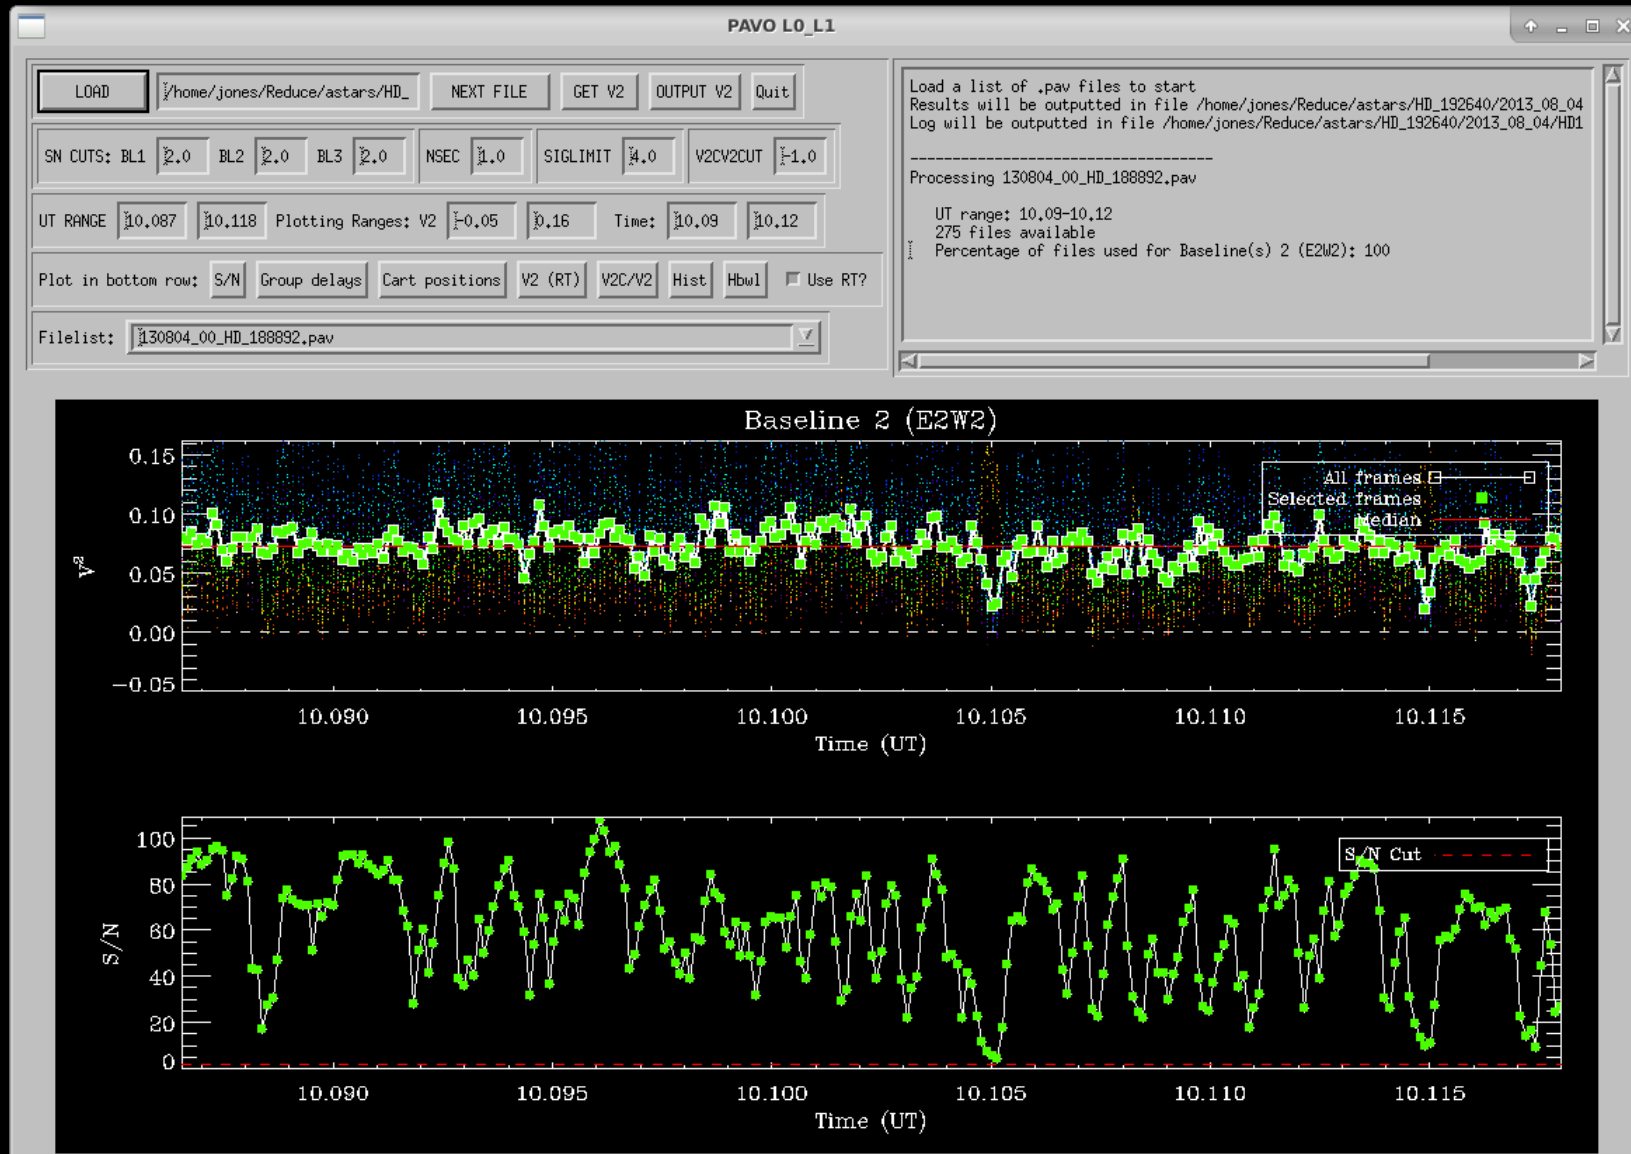 PAVO L0_L1
LOAD /home/jones/Reduce/astars/HD_ NEXT FILE GET V2 OUTPUT V2 Quit
SN CUTS: BL1 2.0 BL2 2.0 BL3 2.0 NSEC 1.0 SIGLIMIT 4.0 V2CV2CUT -1.0
UT RANGE 10.087 10.118 Plotting Ranges: V2 -0.05 0.16 Time: 10.09 10.12
Plot in bottom row: S/N Group delays Cart positions V2 (RT) V2C/V2 Hist Hbwl Use RT?
Filelist: 130804_00_HD_188892.pav
Load a list of .pav files to start
Results will be outputted in file /home/jones/Reduce/astars/HD_192640/2013_08_04
Log will be outputted in file /home/jones/Reduce/astars/HD_192640/2013_08_04/HD1
-----------------------------------
Processing 130804_00_HD_188892.pav
UT range: 10.09-10.12
275 files available
Percentage of files used for Baseline(s) 2 (E2W2): 100
Baseline 2 (E2W2)
0.15
0.10
0.05
0.00
-0.05
V²
All frames
Selected frames
Median
10.090 10.095 10.100 10.105 10.110 10.115
Time (UT)
100
80
60
40
20
0
S/N
S/N Cut
10.090 10.095 10.100 10.105 10.110 10.115
Time (UT)